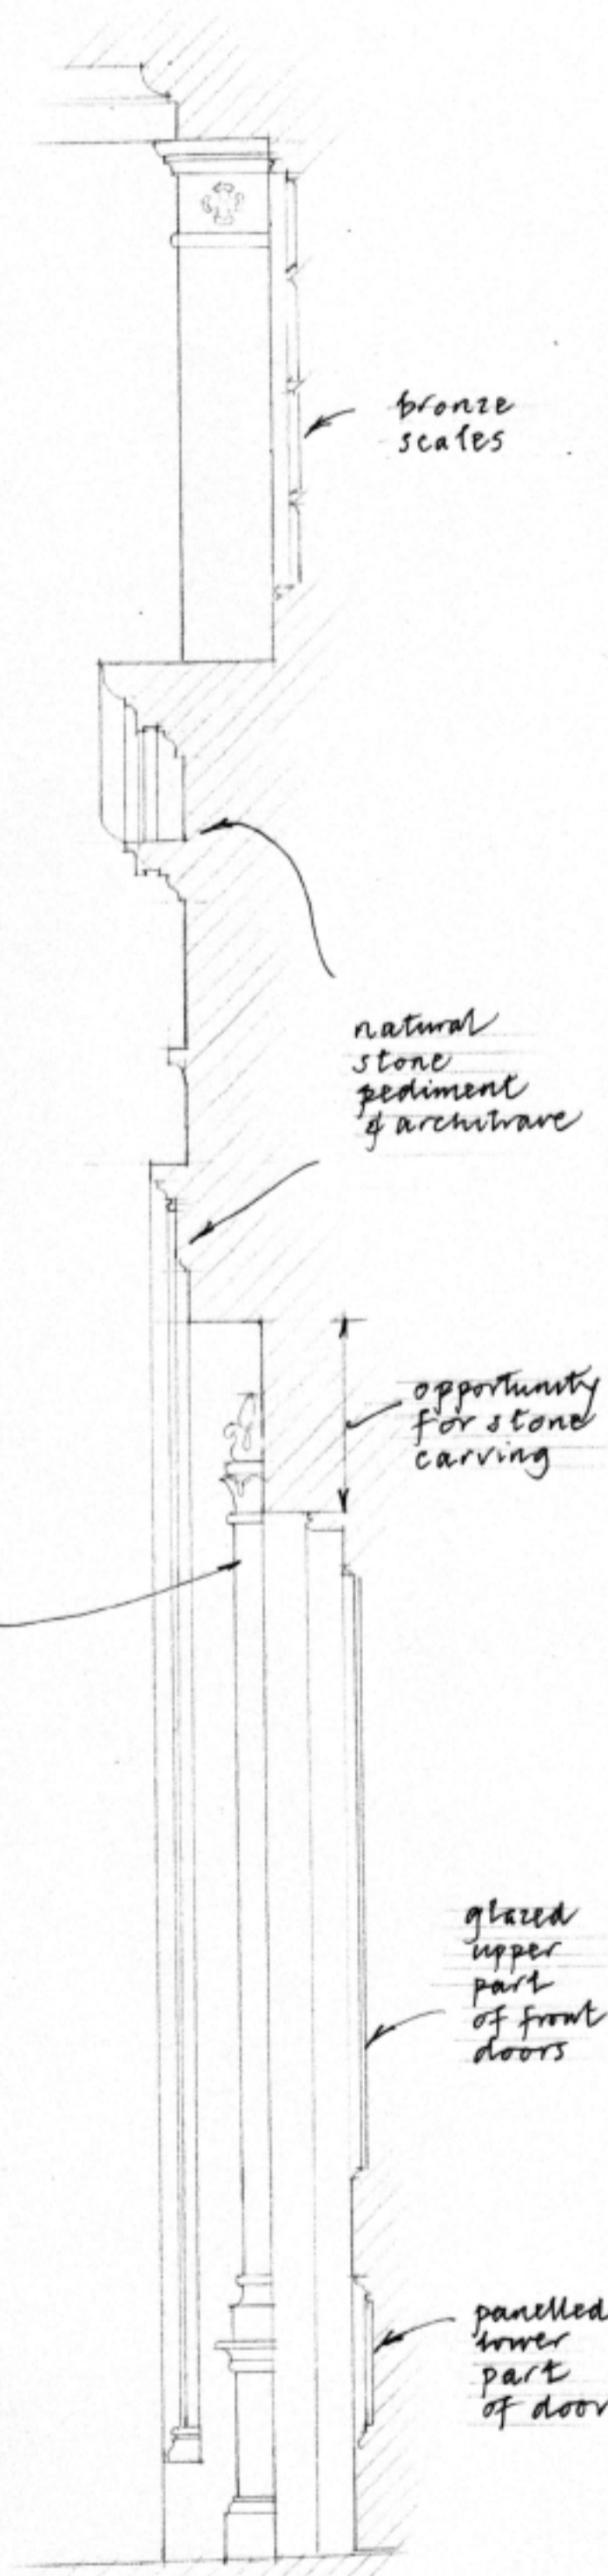 bronze
scales
natural
stone
pediment
& architrave
opportunity
for stone
carving
glazed
upper
part
of front
doors
panelled
lower
part
of door